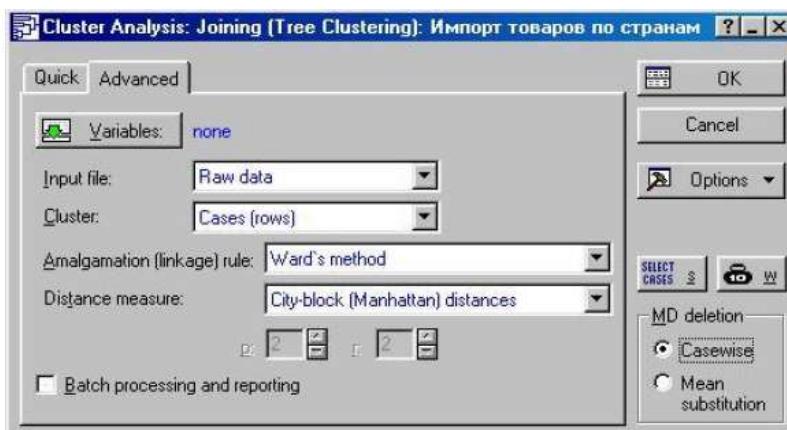 Cluster Analysis: Joining (Tree Clustering): Импорт товаров по странам
Quick Advanced
OK
Variables: none
Cancel
Input file: Raw data
Options
Cluster: Cases (rows)
Amalgamation (linkage) rule: Ward`s method
SELECT CASES S W
Distance measure: City-block (Manhattan) distances
MD deletion
p: 2 r: 2
Casewise
Batch processing and reporting
Mean substitution